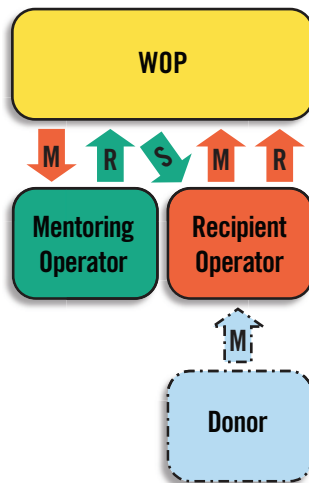 WOP
M R S M R
Mentoring Recipient
Operator Operator
M
Donor